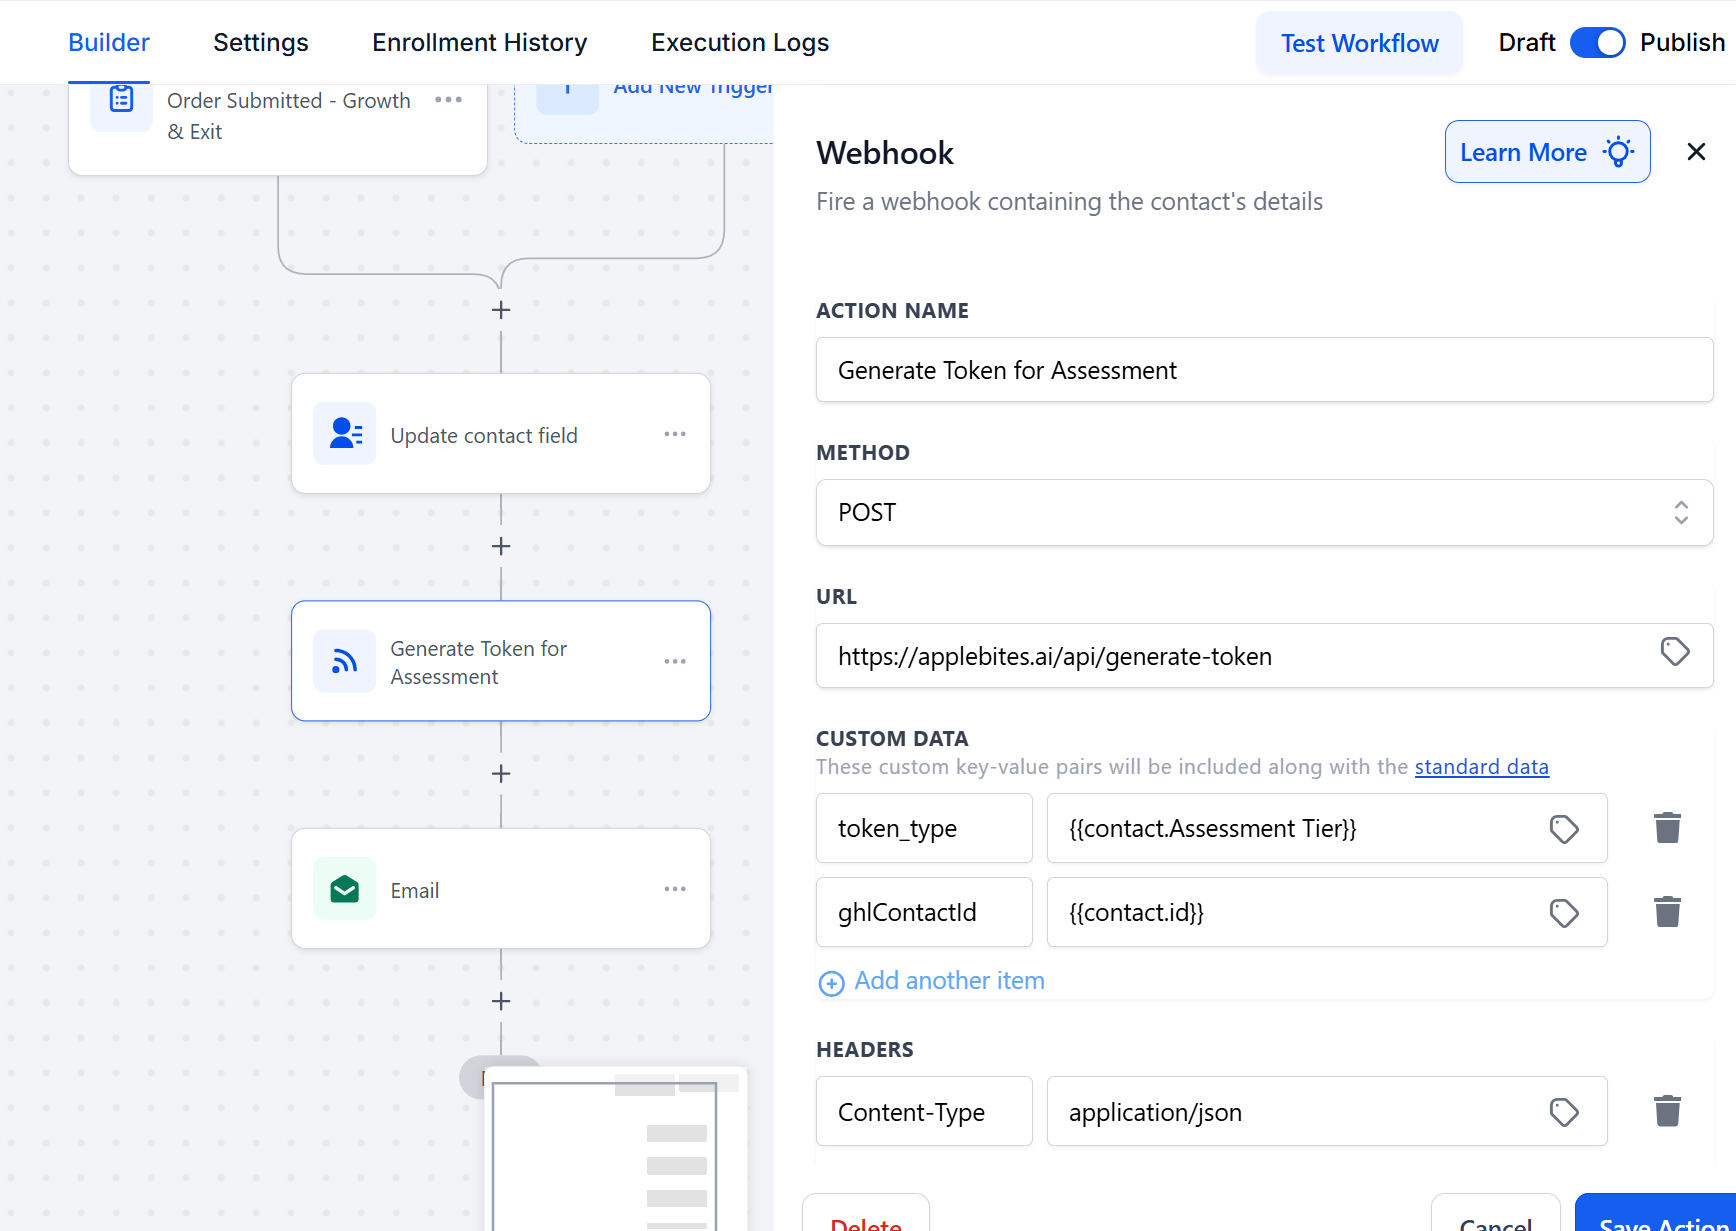 Builder
Settings
Enrollment History
Execution Logs
Test Workflow
Draft
Publish
Order Submitted - Growth
& Exit
Add New Trigger
Update contact field
Generate Token for
Assessment
Email
Webhook
Learn More
Fire a webhook containing the contact's details
ACTION NAME
Generate Token for Assessment
METHOD
POST
URL
https://applebites.ai/api/generate-token
CUSTOM DATA
These custom key-value pairs will be included along with the standard data
token_type
{{contact.Assessment Tier}}
ghlContactId
{{contact.id}}
Add another item
HEADERS
Content-Type
application/json
Delete
Cancel
Save Action